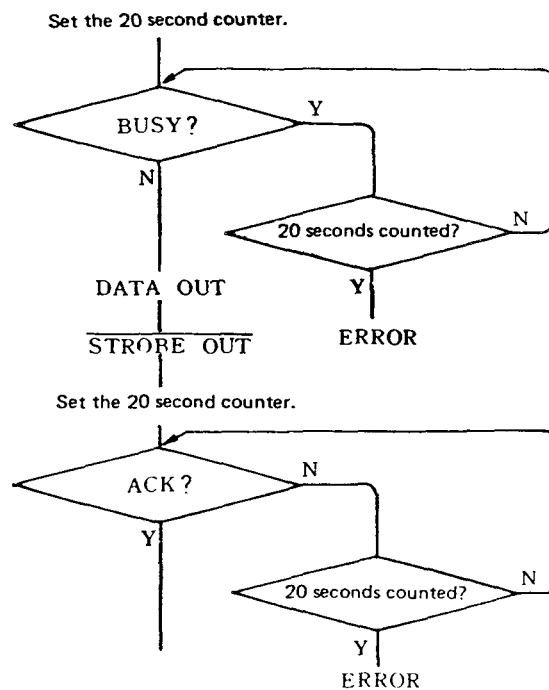 Set the 20 second counter.
BUSY?
Y
N
20 seconds counted?
N
Y
DATA OUT
ERROR
STROBE OUT
Set the 20 second counter.
ACK?
N
Y
20 seconds counted?
N
Y
ERROR